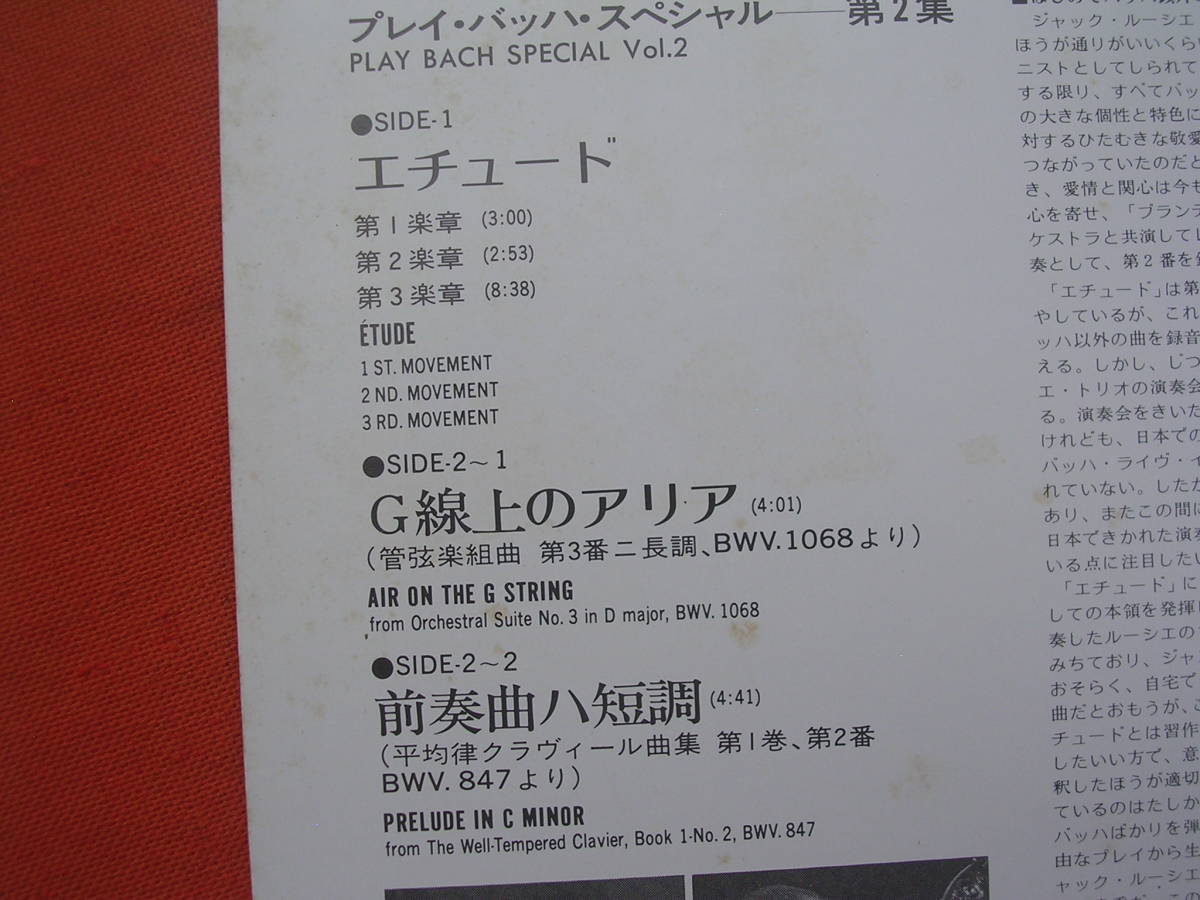 プレイ・バッハ・スペシャル——第2集
PLAY BACH SPECIAL Vol.2
●SIDE-1
エチュード
第1楽章 (3:00)
第2楽章 (2:53)
第3楽章 (8:38)
ÉTUDE
1 ST. MOVEMENT
2 ND. MOVEMENT
3 RD. MOVEMENT
●SIDE-2~1
G線上のアリア (4:01)
(管弦楽組曲 第3番ニ長調、BWV.1068より)
AIR ON THE G STRING
from Orchestral Suite No. 3 in D major, BWV. 1068
●SIDE-2~2
前奏曲ハ短調 (4:41)
(平均律クラヴィール曲集 第1巻、第2番
BWV. 847より)
PRELUDE IN C MINOR
from The Well-Tempered Clavier, Book 1-No. 2, BWV. 847
ジャック・ルーシエ
ほうが通りがいいくら
ニストとしてしられて
する限り、すべてバッ
の大きな個性と特色に
対するひたむきな敬愛
つながっていたのだと
き、愛情と関心は今も
心を寄せ、「ブランデ
ケストラと共演して
奏として、第2番を
「エチュード」は第
やしているが、これ
ッハ以外の曲を録音
える。しかし、じつ
エ・トリオの演奏会
る。演奏会をきいた
けれども、日本での
バッハ・ライヴ・イ
れていない。したが
あり、またこの間に
日本できかれた演奏
いる点に注目したい
「エチュード」に
しての本領を発揮
奏したルーシエの
みちており、ジャ
おそらく、自宅で
曲だとおもうが、
チュードとは習作
したいい方で、意
釈したほうが適切
ているのはたしか
バッハばかりを弾
由なプレイから生
ャック・ルーシエ